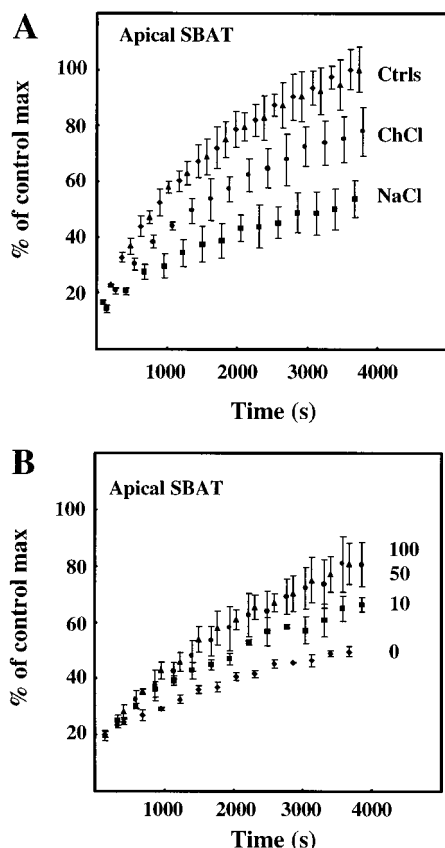 A
Apical SBAT
% of control max
100
80
60
40
20
Ctrls
ChCl
NaCl
1000 2000 3000 4000
Time (s)
B
Apical SBAT
% of control max
100
80
60
40
20
100
50
10
0
1000 2000 3000 4000
Time (s)